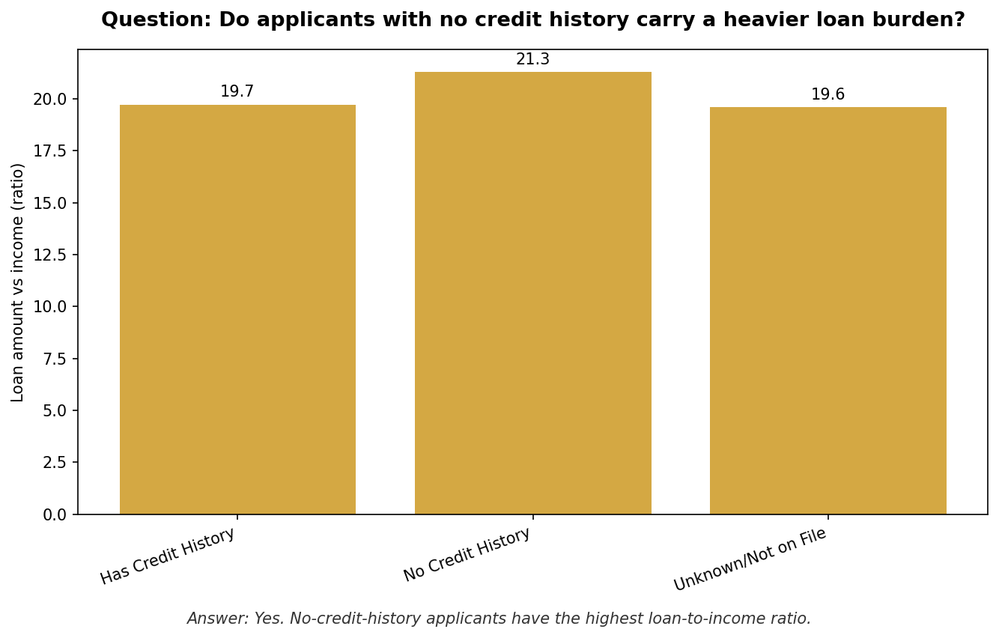 Question: Do applicants with no credit history carry a heavier loan burden?
Loan amount vs income (ratio)
20.0
17.5
15.0
12.5
10.0
7.5
5.0
2.5
0.0
19.7
21.3
19.6
Has Credit History
No Credit History
Unknown/Not on File
Answer: Yes. No-credit-history applicants have the highest loan-to-income ratio.